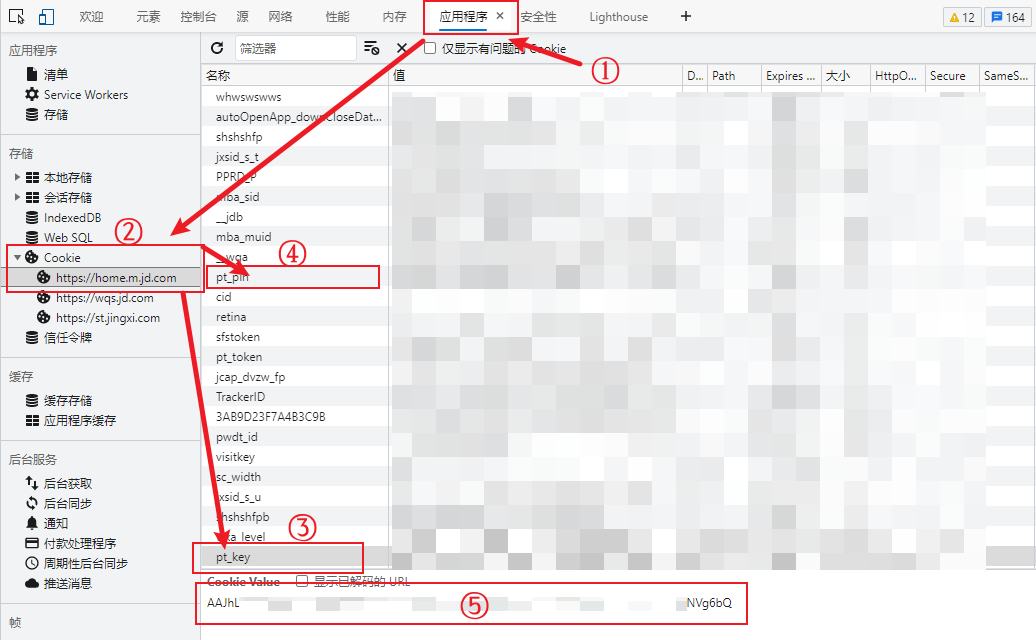 欢迎 元素 控制台 源 网络 性能 内存 应用程序 × 安全性 Lighthouse + 12 164
应用程序
筛选器 仅显示有问题的 Cookie
①
名称 值 D... Path Expires ... 大小 HttpO... Secure SameS...
清单
Service Workers
存储
存储
本地存储
会话存储
IndexedDB
Web SQL
②
Cookie
https://home.m.jd.com
https://wqs.jd.com
https://st.jingxi.com
信任令牌
缓存
缓存存储
应用程序缓存
后台服务
后台获取
后台同步
通知
付款处理程序
周期性后台同步
推送消息
帧
whwswswws
autoOpenApp_downCloseDat...
shshshfp
jxsid_s_t
PPRD_P
mba_sid
__jdb
mba_muid
__wga
④
pt_pin
cid
retina
sfstoken
pt_token
jcap_dvzw_fp
TrackerID
3AB9D23F7A4B3C9B
pwdt_id
visitkey
sc_width
jxsid_s_u
shshshfpb
③
pt_key
Cookie Value 显示已解码的 URL
AAJhL NVg6bQ
⑤